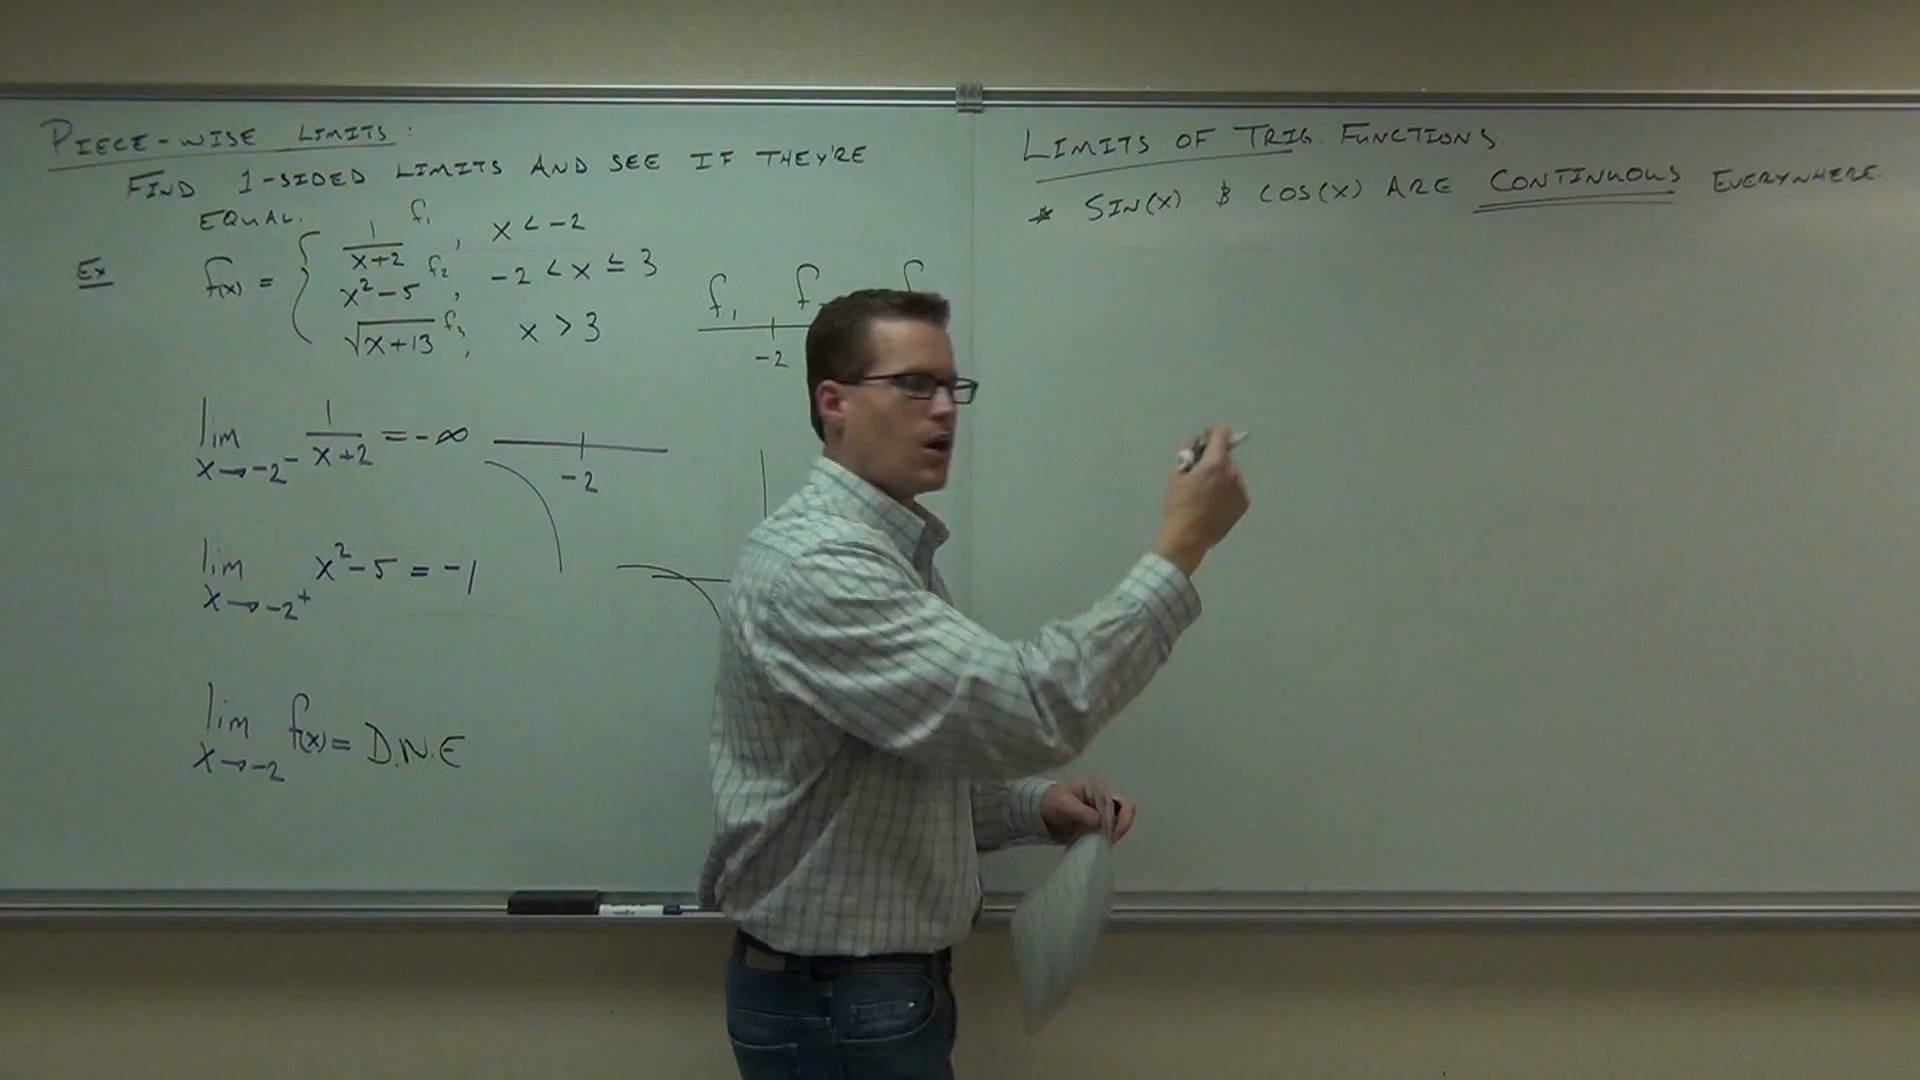 PIECE-WISE LIMITS:
FIND 1-SIDED LIMITS AND SEE IF THEY'RE
EQUAL.
Ex f(x) = {
1/(x+2) f₁, x < -2
x²-5 f₂, -2 < x ≤ 3
√(x+13) f₃, x > 3
f₁ f f
-2
lim x→-2⁻ 1/(x+2) = -∞
-2
lim x→-2⁺ x²-5 = -1
lim x→-2 f(x) = D.N.E
LIMITS OF TRIG. FUNCTIONS
* SIN(X) & COS(X) ARE CONTINUOUS EVERYWHERE.